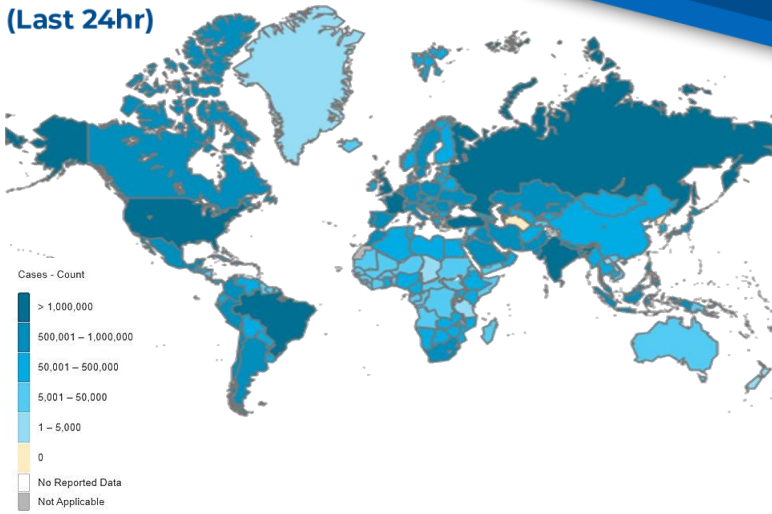 (Last 24hr)
Cases - Count
> 1,000,000
500,001 – 1,000,000
50,001 – 500,000
5,001 – 50,000
1 – 5,000
0
No Reported Data
Not Applicable